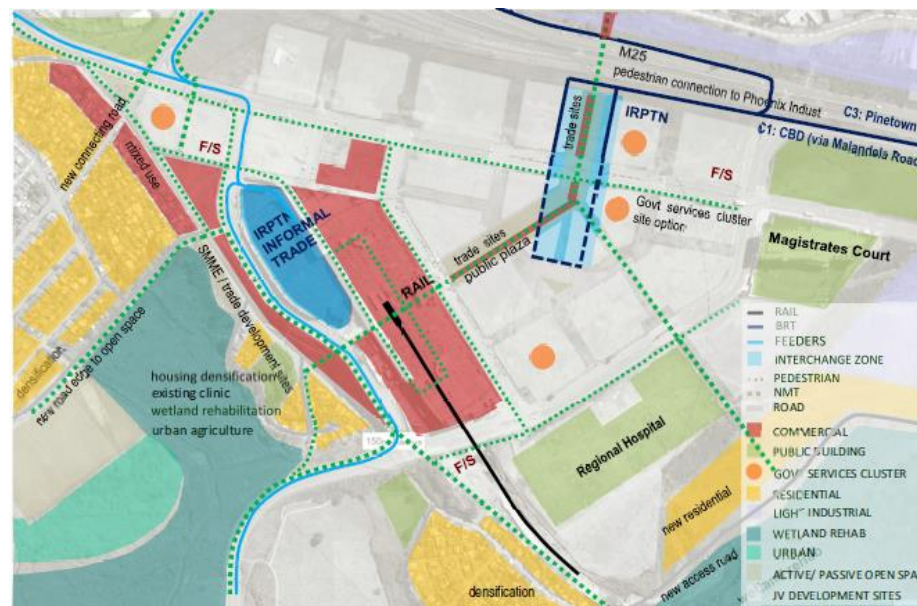 M25
pedestrian connection to Phoenix Indust
C3: Pinetown
C1: CBD (via Malandela Road
IRPTN
trade sites
new connecting road
mixed use
F/S
F/S
IRPTN
INFORMAL
TRADE
Govt services cluster
site option
trade sites
public plaza
Magistrates Court
RAIL
SMME / trade development sites
densification
new road edge to open space
housing densification
existing clinic
wetland rehabilitation
urban agriculture
F/S
Regional Hospital
new residential
densification
new access road
RAIL
BRT
FEEDERS
INTERCHANGE ZONE
PEDESTRIAN
NMT
ROAD
COMMERCIAL
PUBLIC BUILDING
GOVT SERVICES CLUSTER
RESIDENTIAL
LIGHT INDUSTRIAL
WETLAND REHAB
URBAN
ACTIVE/ PASSIVE OPEN SPA
JV DEVELOPMENT SITES